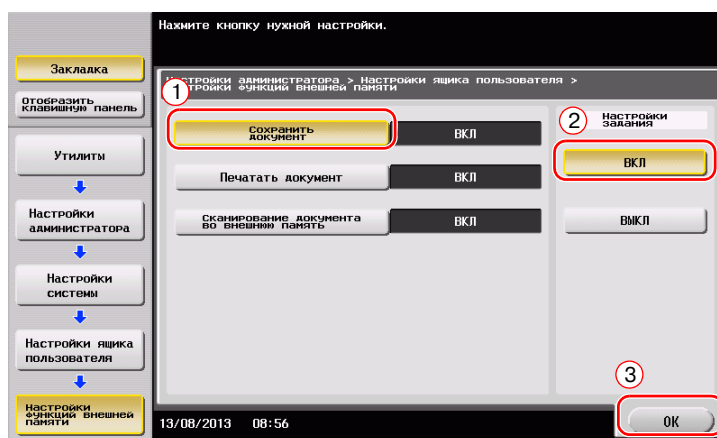 Нажмите кнопку нужной настройки.
Закладка
Отобразить
клавишную панель
Утилиты
Настройки
администратора
Настройки
системы
Настройки ящика
пользователя
Настройки
функций внешней
памяти
стройки администратора > Настройки ящика пользователя >
тройки функций внешней памяти
1
Сохранить
документ
ВКЛ
Печатать документ
ВКЛ
Сканирование документа
во внешнюю память
ВКЛ
2
Настройки
задания
ВКЛ
ВЫКЛ
3
13/08/2013 08:56
OK